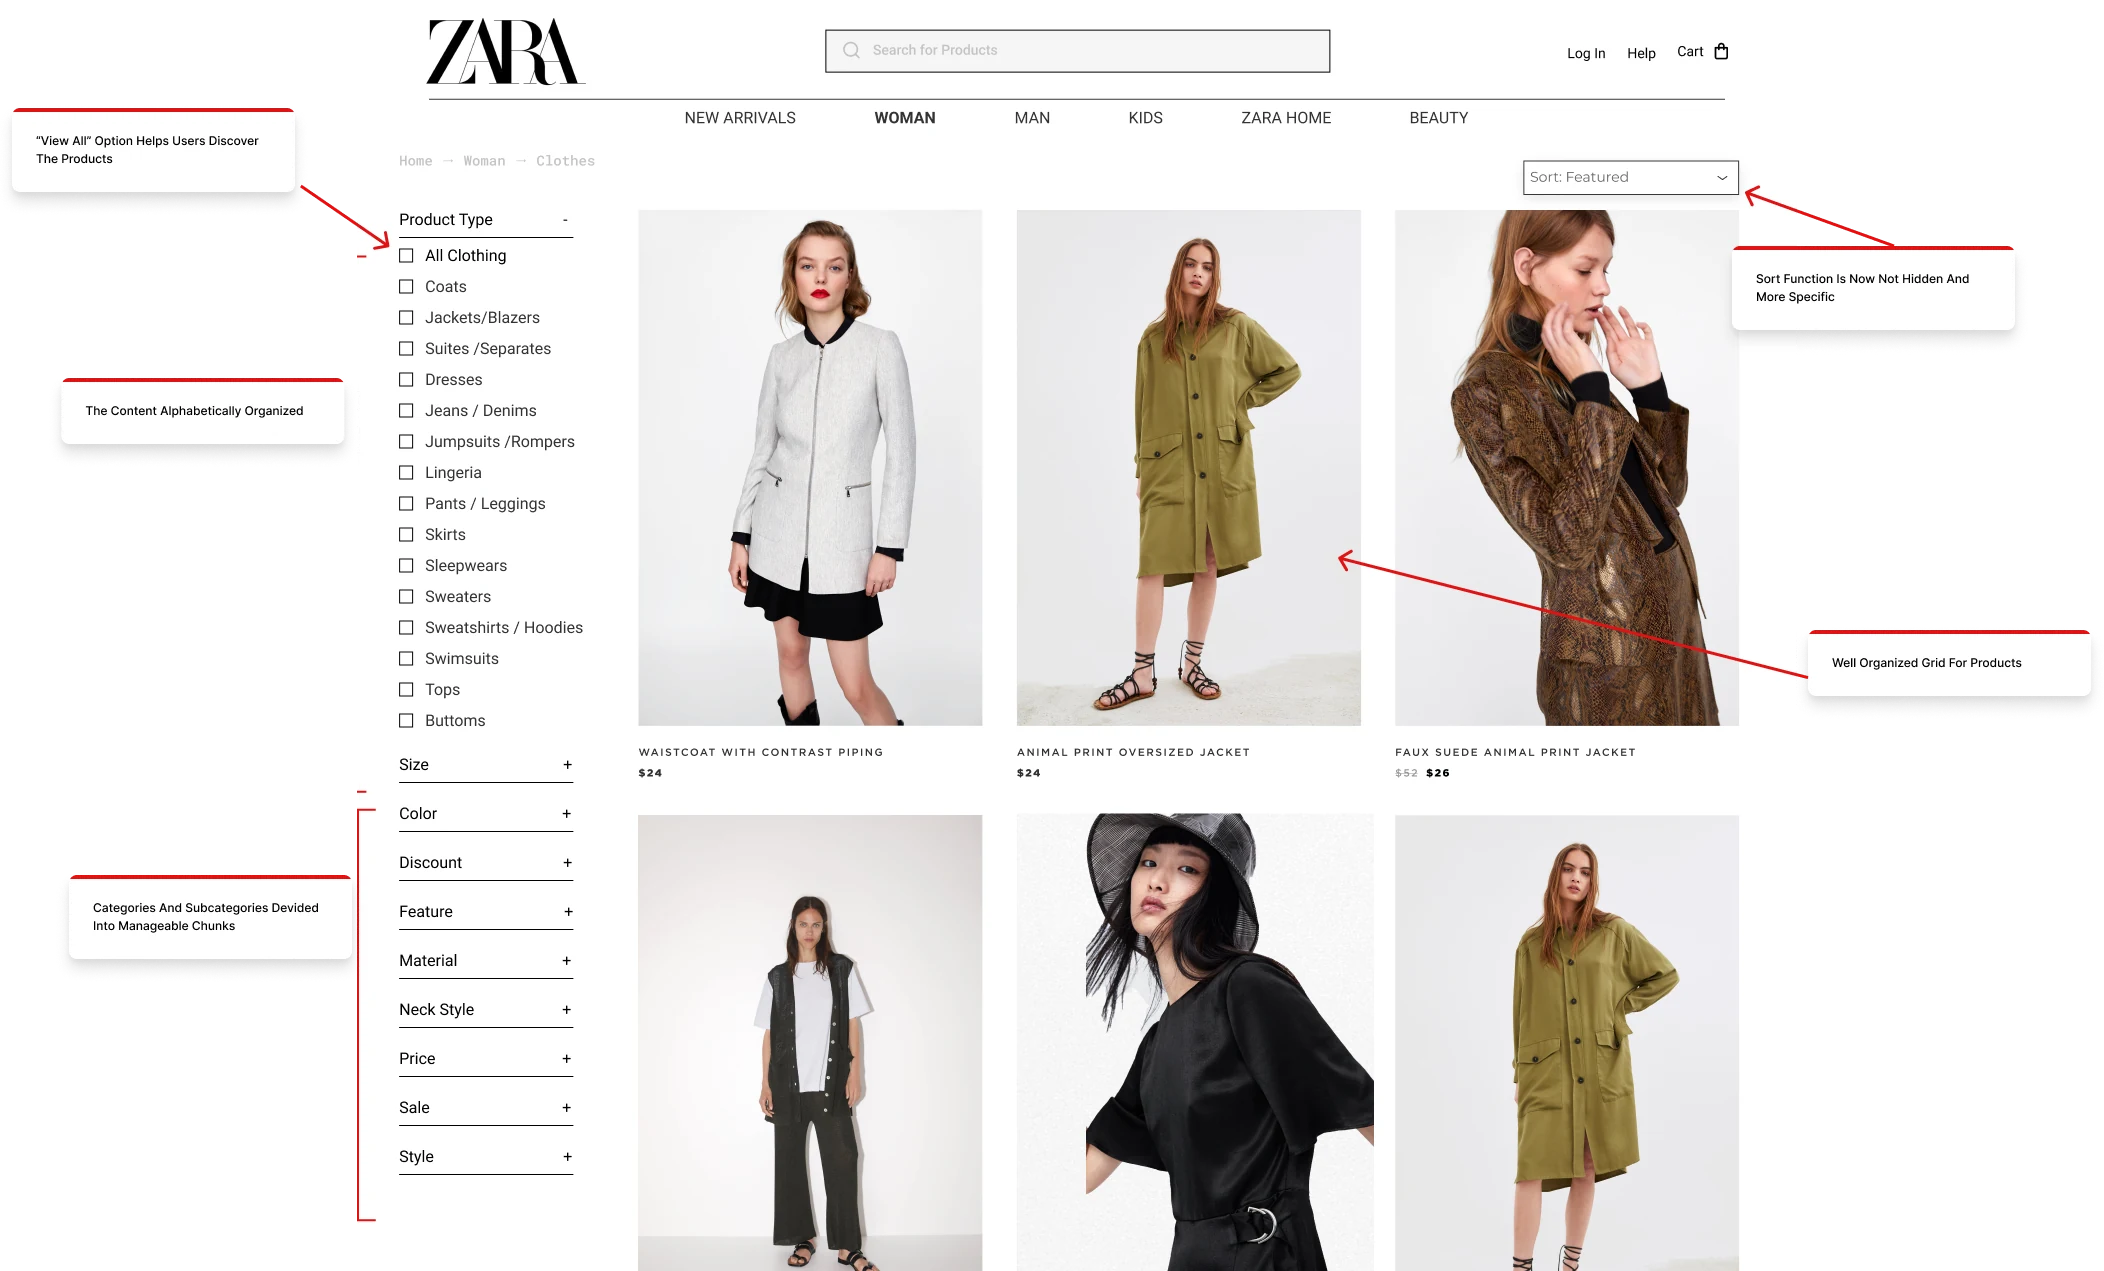 ZARA
Search for Products
Log In
Help
Cart
NEW ARRIVALS
WOMAN
MAN
KIDS
ZARA HOME
BEAUTY
“View All” Option Helps Users Discover
The Products
Home → Woman → Clothes
Sort: Featured
Sort Function Is Now Not Hidden And
More Specific
Product Type -
All Clothing
Coats
Jackets/Blazers
Suites /Separates
Dresses
Jeans / Denims
Jumpsuits /Rompers
Lingeria
Pants / Leggings
Skirts
Sleepwears
Sweaters
Sweatshirts / Hoodies
Swimsuits
Tops
Buttoms
The Content Alphabetically Organized
Well Organized Grid For Products
WAISTCOAT WITH CONTRAST PIPING
$24
ANIMAL PRINT OVERSIZED JACKET
$24
FAUX SUEDE ANIMAL PRINT JACKET
$52 $26
Size +
Color +
Discount +
Feature +
Material +
Neck Style +
Price +
Sale +
Style +
Categories And Subcategories Devided
Into Manageable Chunks